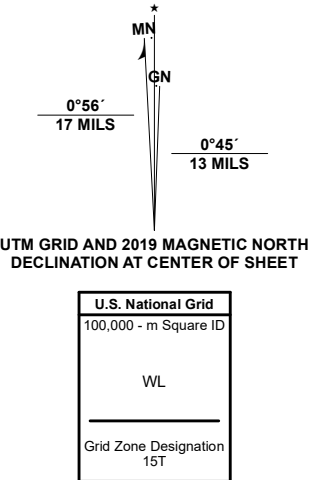 ★
MN
GN
0°56´
17 MILS
0°45´
13 MILS
UTM GRID AND 2019 MAGNETIC NORTH
DECLINATION AT CENTER OF SHEET
U.S. National Grid
100,000 - m Square ID
WL
Grid Zone Designation
15T